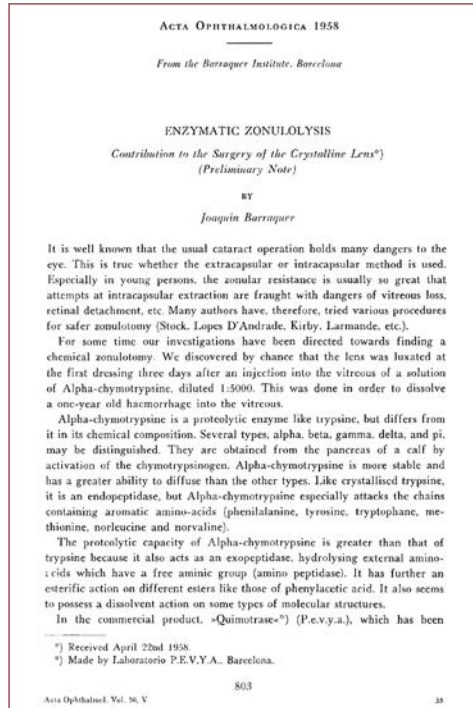 ACTA OPHTHALMOLOGICA 1958
From the Barraquer Institute, Barcelona
ENZYMATIC ZONULOLYSIS
Contribution to the Surgery of the Crystalline Lens*)
(Preliminary Note)
BY
Joaquin Barraquer
It is well known that the usual cataract operation holds many dangers to the
eye. This is true whether the extracapsular or intracapsular method is used.
Especially in young persons, the zonular resistance is usually so great that
attempts at intracapsular extraction are fraught with dangers of vitreous loss,
retinal detachment, etc. Many authors have, therefore, tried various procedures
for safer zonulotomy (Stock, Lopes D'Andrade, Kirby, Larmande, etc.).
For some time our investigations have been directed towards finding a
chemical zonulotomy. We discovered by chance that the lens was luxated at
the first dressing three days after an injection into the vitreous of a solution
of Alpha-chymotrypsine, diluted 1:5000. This was done in order to dissolve
a one-year old haemorrhage into the vitreous.
Alpha-chymotrypsine is a proteolytic enzyme like trypsine, but differs from
it in its chemical composition. Several types, alpha, beta, gamma, delta, and pi,
may be distinguished. They are obtained from the pancreas of a calf by
activation of the chymotrypsinogen. Alpha-chymotrypsine is more stable and
has a greater ability to diffuse than the other types. Like crystallised trypsine,
it is an endopeptidase, but Alpha-chymotrypsine especially attacks the chains
containing aromatic amino-acids (phenilalanine, tyrosine, tryptophane, me-
thionine, norleucine and norvaline).
The proteolytic capacity of Alpha-chymotrypsine is greater than that of
trypsine because it also acts as an exopeptidase, hydrolysing external amino-
acids which have a free aminic group (amino peptidase). It has further an
esterific action on different esters like those of phenylacetic acid. It also seems
to possess a dissolvent action on some types of molecular structures.
In the commercial product, »Quimotrase«*) (P.e.v.y.a.), which has been
*) Received April 22nd 1958.
*) Made by Laboratorio P.E.V.Y.A., Barcelona.
803
Acta Ophthalmol. Vol. 36, V
53